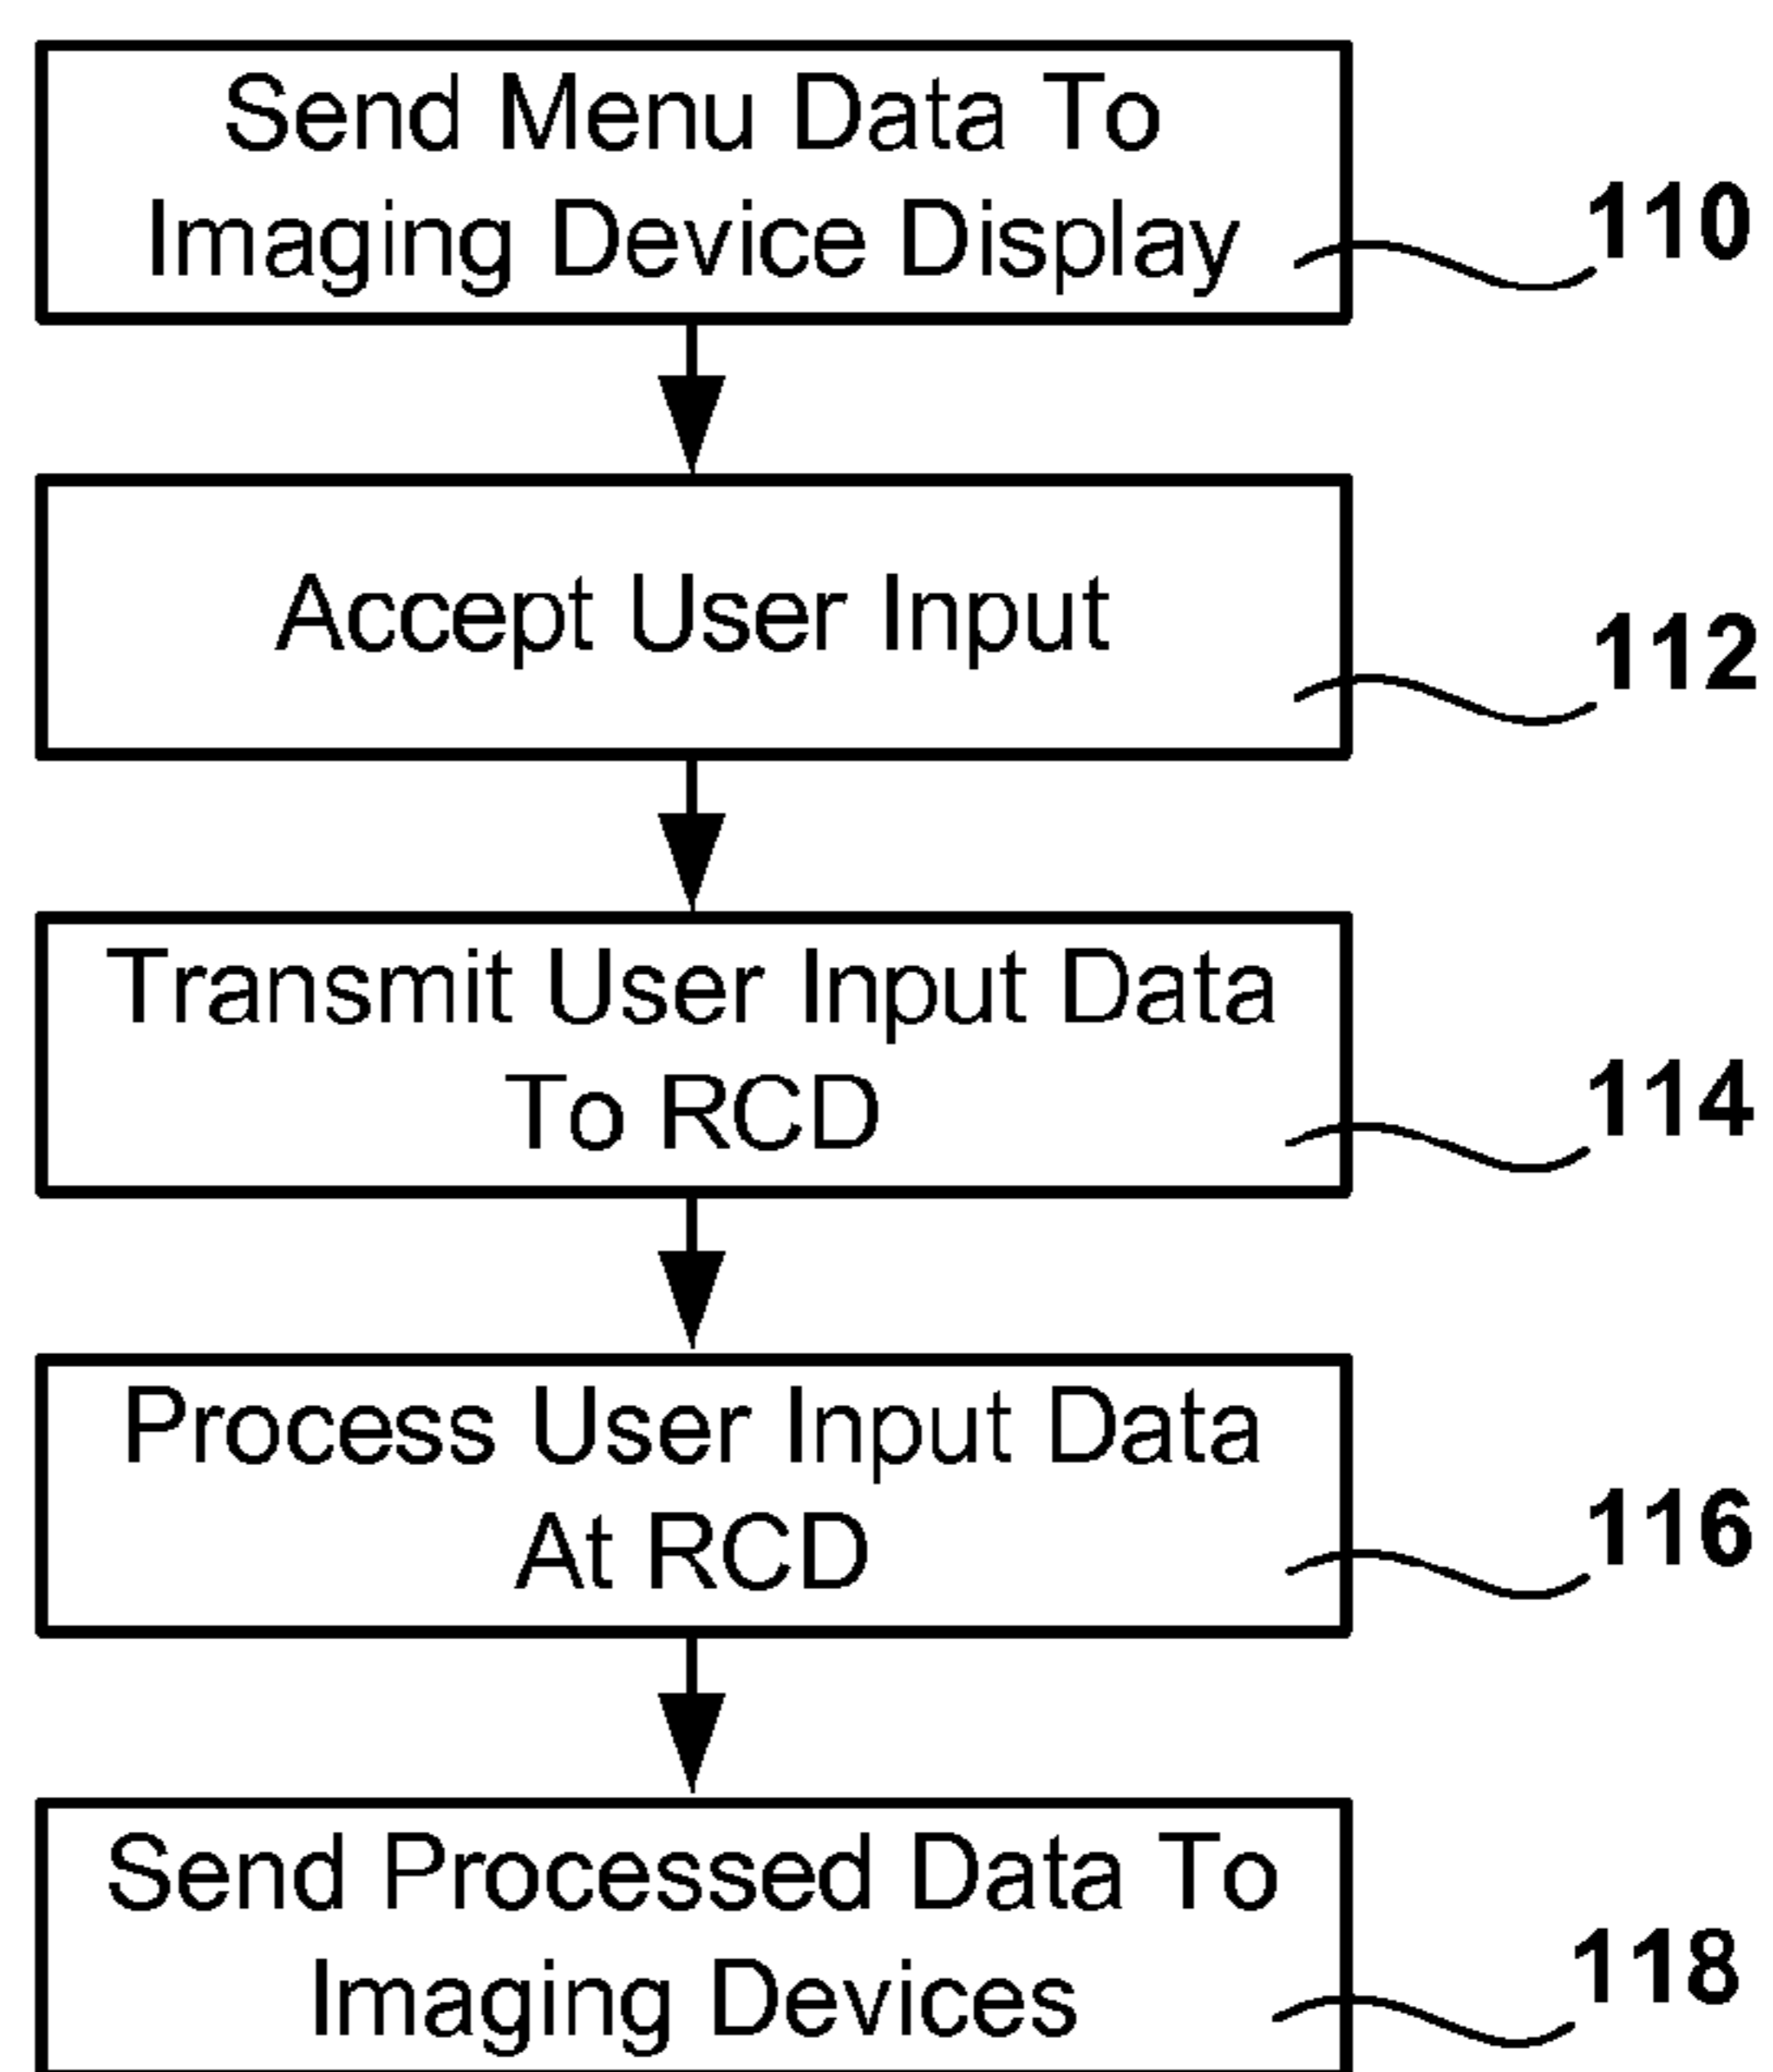 Send Menu Data To
Imaging Device Display
110
Accept User Input
112
Transmit User Input Data
To RCD
114
Process User Input Data
At RCD
116
Send Processed Data To
Imaging Devices
118